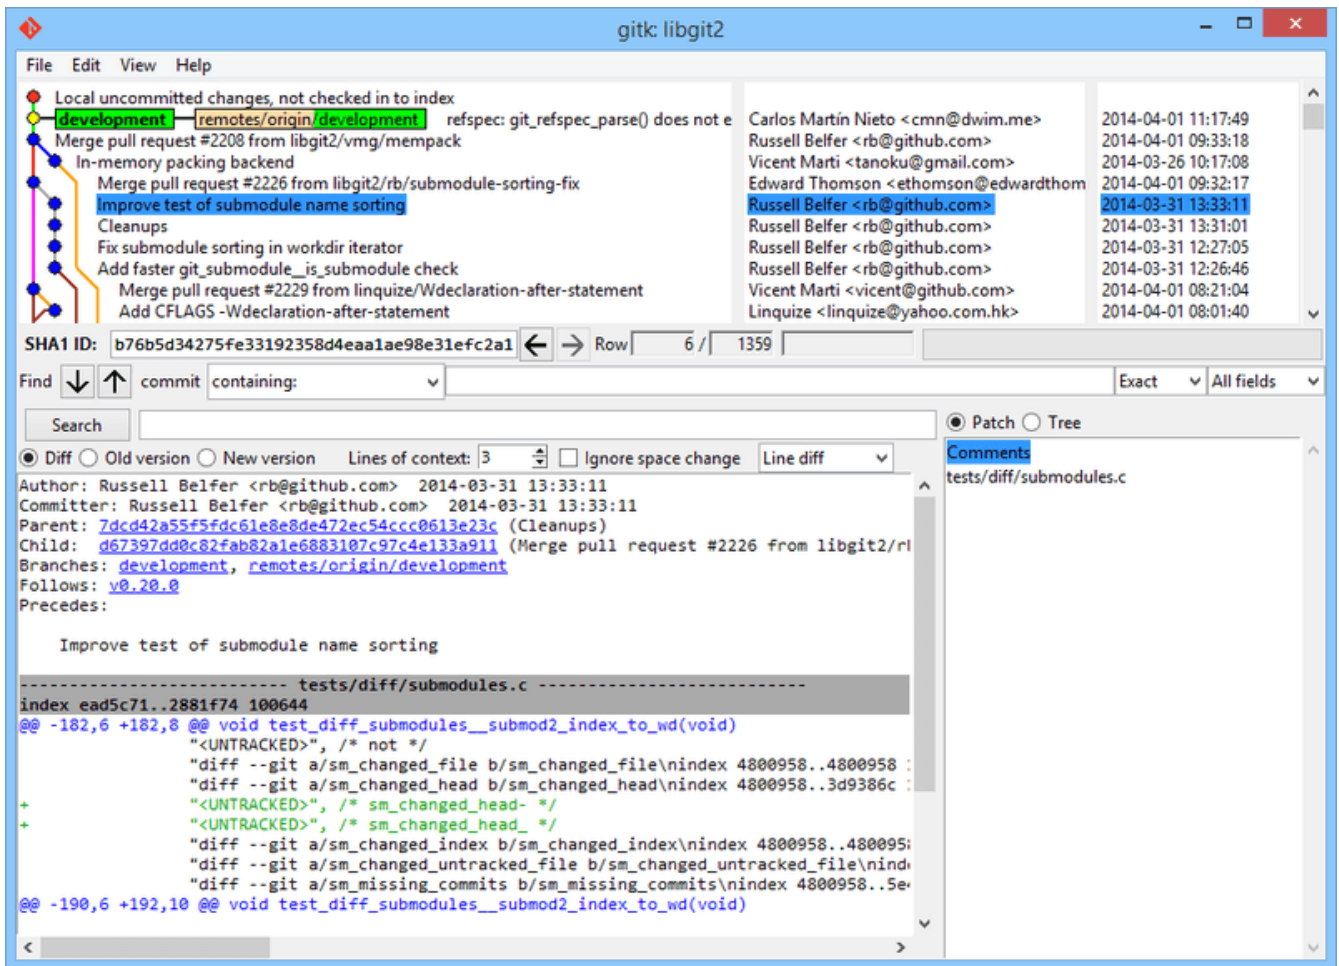 gitk: libgit2
File Edit View Help
Local uncommitted changes, not checked in to index
development remotes/origin/development refspec: git_refspec_parse() does not e Carlos Martín Nieto <cmn@dwim.me> 2014-04-01 11:17:49
Merge pull request #2208 from libgit2/vmg/mempack Russell Belfer <rb@github.com> 2014-04-01 09:33:18
In-memory packing backend Vicent Marti <tanoku@gmail.com> 2014-03-26 10:17:08
Merge pull request #2226 from libgit2/rb/submodule-sorting-fix Edward Thomson <ethomson@edwardthom 2014-04-01 09:32:17
Improve test of submodule name sorting Russell Belfer <rb@github.com> 2014-03-31 13:33:11
Cleanups Russell Belfer <rb@github.com> 2014-03-31 13:31:01
Fix submodule sorting in workdir iterator Russell Belfer <rb@github.com> 2014-03-31 12:27:05
Add faster git_submodule__is_submodule check Russell Belfer <rb@github.com> 2014-03-31 12:26:46
Merge pull request #2229 from linquize/Wdeclaration-after-statement Vicent Marti <vicent@github.com> 2014-04-01 08:21:04
Add CFLAGS -Wdeclaration-after-statement Linquize <linquize@yahoo.com.hk> 2014-04-01 08:01:40
SHA1 ID: b76b5d34275fe33192358d4eaa1ae98e31efc2a1 Row 6 / 1359
Find commit containing: Exact All fields
Search Patch Tree
Diff Old version New version Lines of context: 3 Ignore space change Line diff Comments
tests/diff/submodules.c
Author: Russell Belfer <rb@github.com> 2014-03-31 13:33:11
Committer: Russell Belfer <rb@github.com> 2014-03-31 13:33:11
Parent: 7dcd42a55f5fdc61e8e8de472ec54ccc0613e23c (Cleanups)
Child: d67397dd0c82fab82a1e6883107c97c4e133a911 (Merge pull request #2226 from libgit2/r
Branches: development, remotes/origin/development
Follows: v0.20.0
Precedes:
Improve test of submodule name sorting
--------------------------- tests/diff/submodules.c ---------------------------
index ead5c71..2881f74 100644
@@ -182,6 +182,8 @@ void test_diff_submodules__submod2_index_to_wd(void)
"<UNTRACKED>", /* not */
"diff --git a/sm_changed_file b/sm_changed_file\nindex 4800958..4800958
"diff --git a/sm_changed_head b/sm_changed_head\nindex 4800958..3d9386c
+ "<UNTRACKED>", /* sm_changed_head- */
+ "<UNTRACKED>", /* sm_changed_head_ */
"diff --git a/sm_changed_index b/sm_changed_index\nindex 4800958..480095
"diff --git a/sm_changed_untracked_file b/sm_changed_untracked_file\nind
"diff --git a/sm_missing_commits b/sm_missing_commits\nindex 4800958..5e
@@ -190,6 +192,10 @@ void test_diff_submodules__submod2_index_to_wd(void)